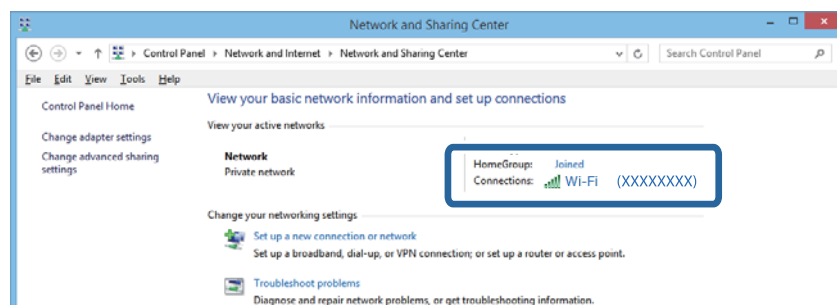 Network and Sharing Center
Control Panel Network and Internet Network and Sharing Center Search Control Panel
File Edit View Tools Help
Control Panel Home
Change adapter settings
Change advanced sharing
settings
View your basic network information and set up connections
View your active networks
Network
Private network
HomeGroup: Joined
Connections: Wi-Fi (XXXXXXXX)
Change your networking settings
Set up a new connection or network
Set up a broadband, dial-up, or VPN connection; or set up a router or access point.
Troubleshoot problems
Diagnose and repair network problems, or get troubleshooting information.